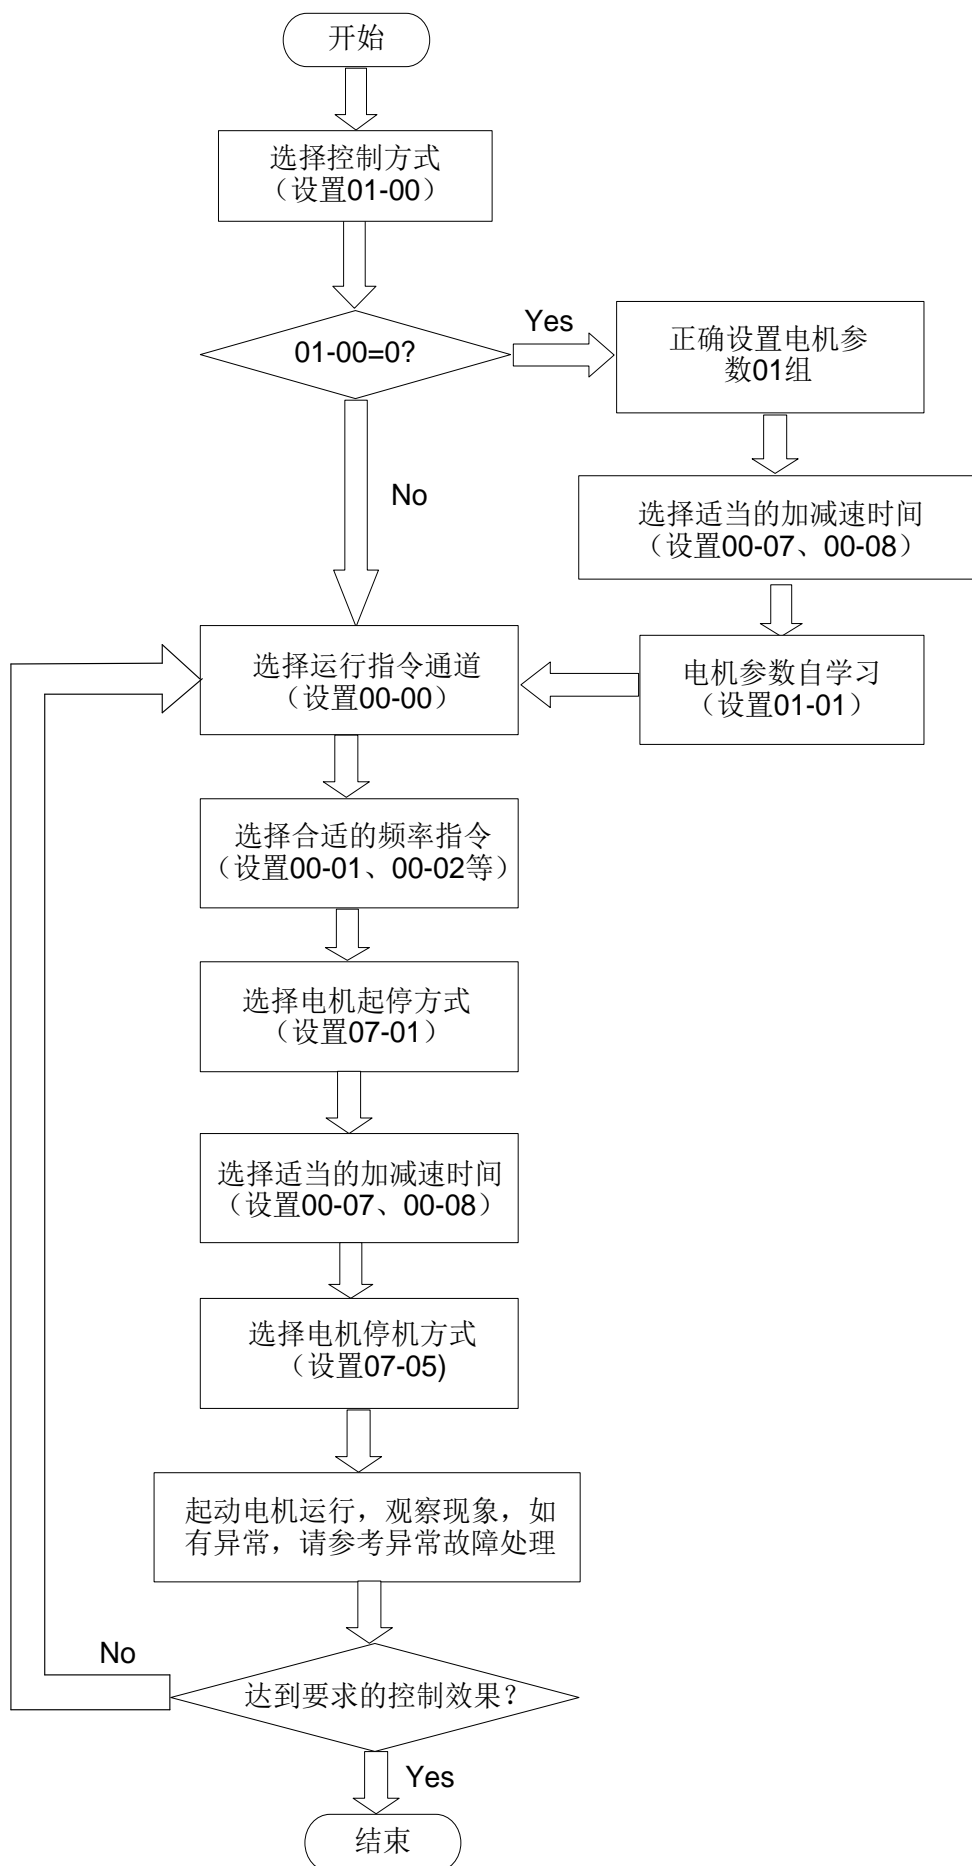 开始
选择控制方式
（设置01-00）
01-00=0?
Yes
正确设置电机参
数01组
No
选择适当的加减速时间
（设置00-07、00-08）
电机参数自学习
（设置01-01）
选择运行指令通道
（设置00-00）
选择合适的频率指令
（设置00-01、00-02等）
选择电机起停方式
（设置07-01）
选择适当的加减速时间
（设置00-07、00-08）
选择电机停机方式
（设置07-05)
起动电机运行，观察现象，如
有异常，请参考异常故障处理
No
达到要求的控制效果？
Yes
结束